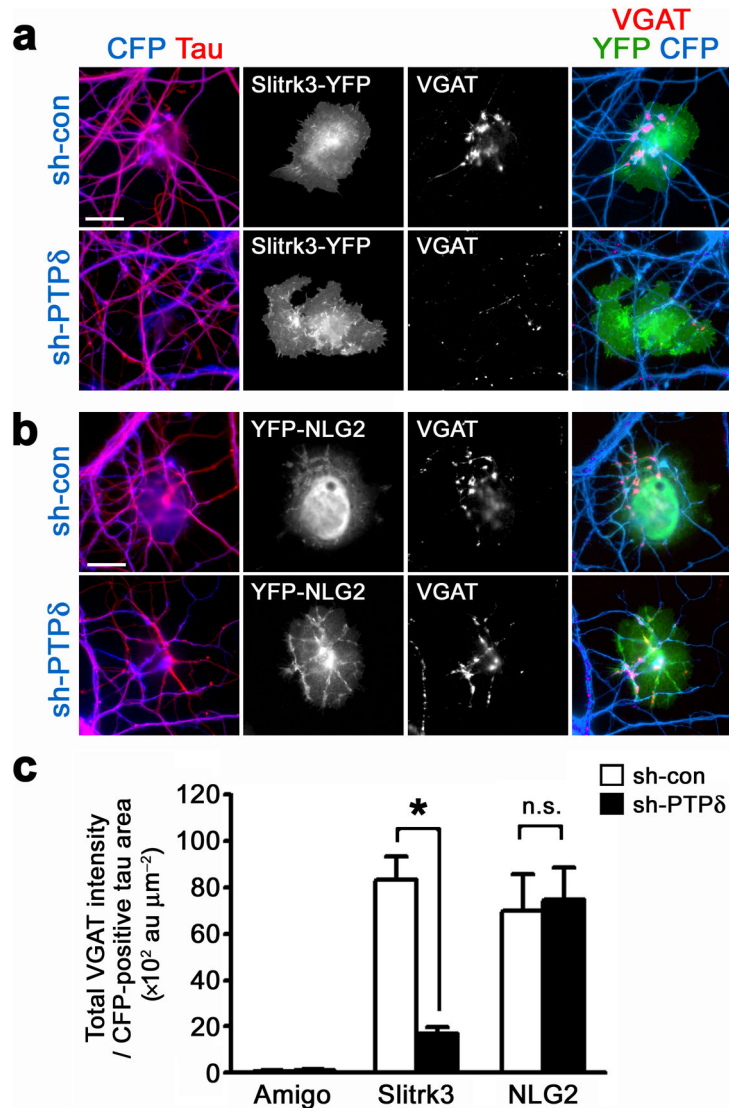 a
CFP Tau
VGAT
YFP CFP
sh-con
Slitrk3-YFP
VGAT
sh-PTPδ
Slitrk3-YFP
VGAT
b
sh-con
YFP-NLG2
VGAT
sh-PTPδ
YFP-NLG2
VGAT
c
Total VGAT intensity
/ CFP-positive tau area
(×10² au μm⁻²)
120
100
80
60
40
20
0
*
n.s.
sh-con
sh-PTPδ
Amigo
Slitrk3
NLG2